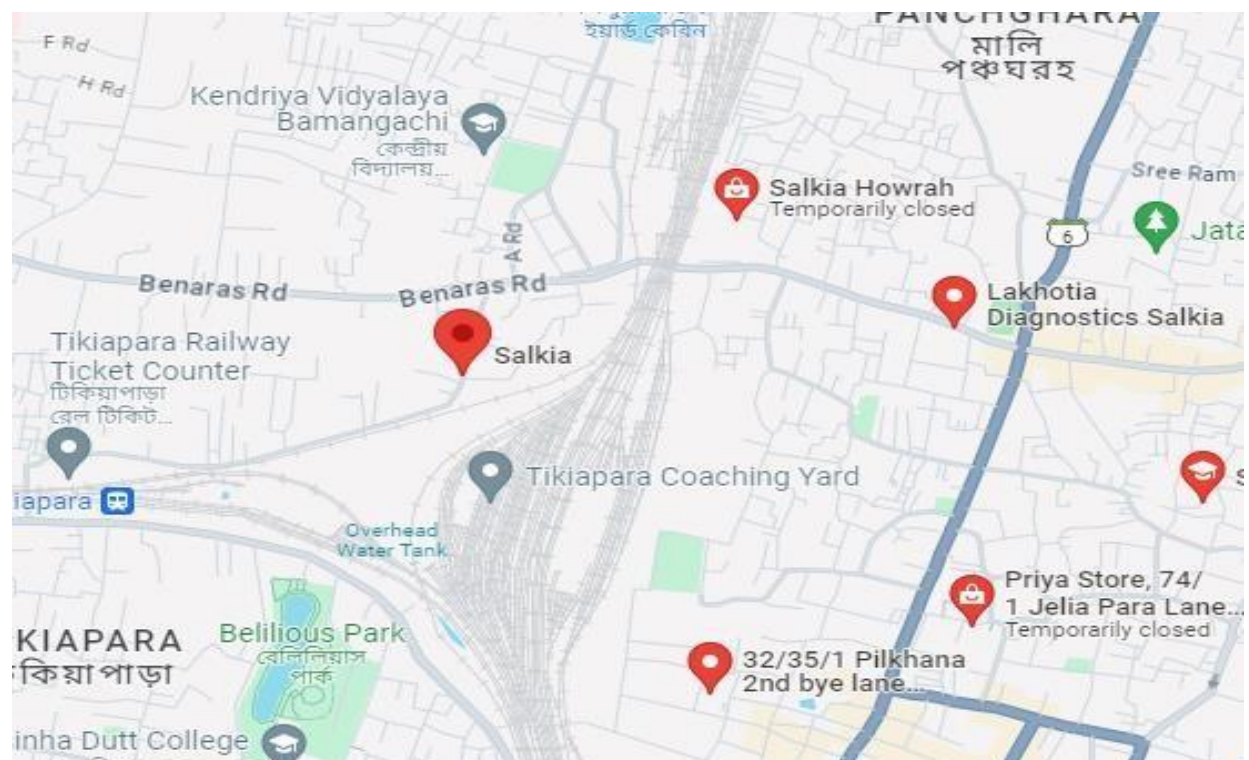 PANCHGHARA
মালি
পঞ্চঘরহ
ইয়ার্ড কেবিন
F Rd
H Rd
Kendriya Vidyalaya
Bamangachi
কেন্দ্রীয়
বিদ্যালয়...
Salkia Howrah
Temporarily closed
Sree Ram
6
Jata
A Rd
Benaras Rd
Benaras Rd
Lakhotia
Diagnostics Salkia
Tikiapara Railway
Ticket Counter
টিকিয়াপাড়া
রেল টিকিট...
Salkia
Tikiapara Coaching Yard
S
iapara
Overhead
Water Tank
Priya Store, 74/
1 Jelia Para Lane...
Temporarily closed
KIAPARA
কিয়াপাড়া
Belilious Park
বেলিলিয়াস
পার্ক
32/35/1 Pilkhana
2nd bye lane...
inha Dutt College